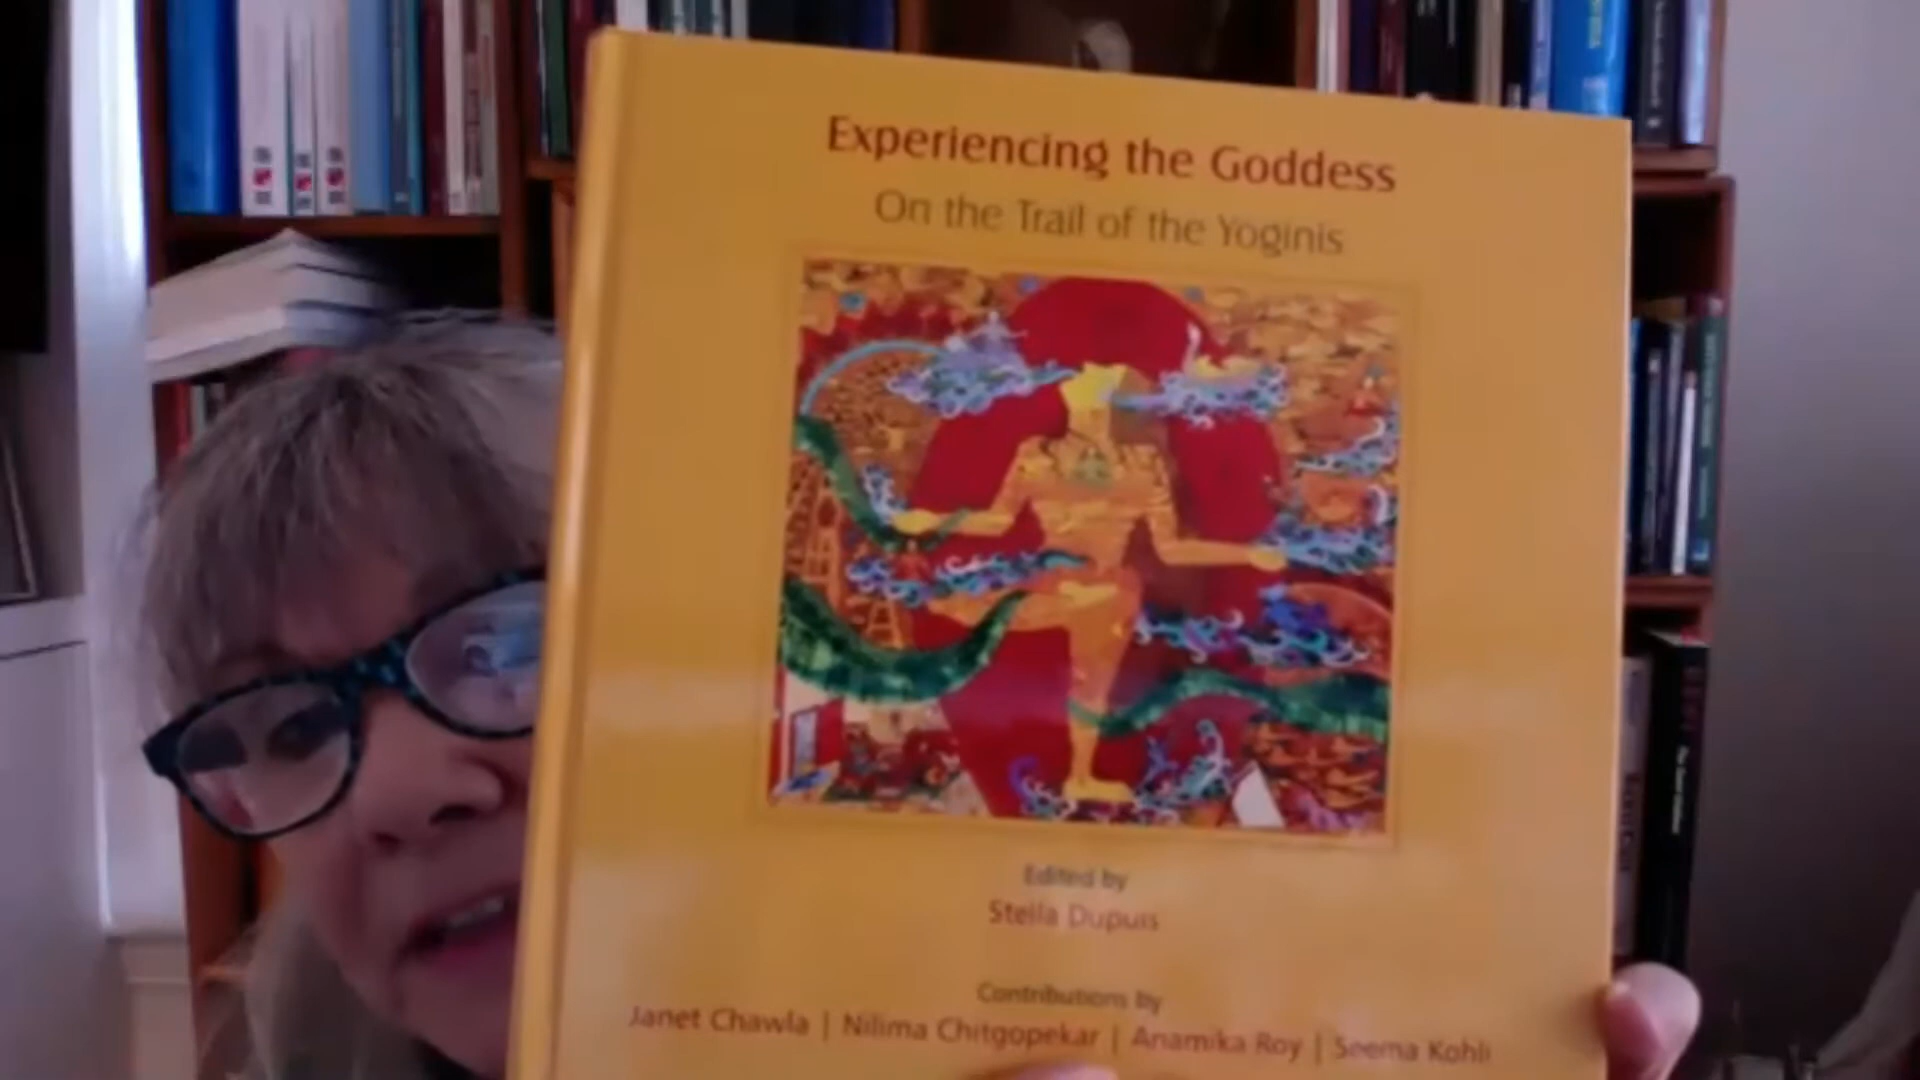 Experiencing the Goddess
On the Trail of the Yoginis
Edited by
Stella Dupuis
Contributions by
Janet Chawla | Nilima Chitgopekar | Anamika Roy | Seema Kohli